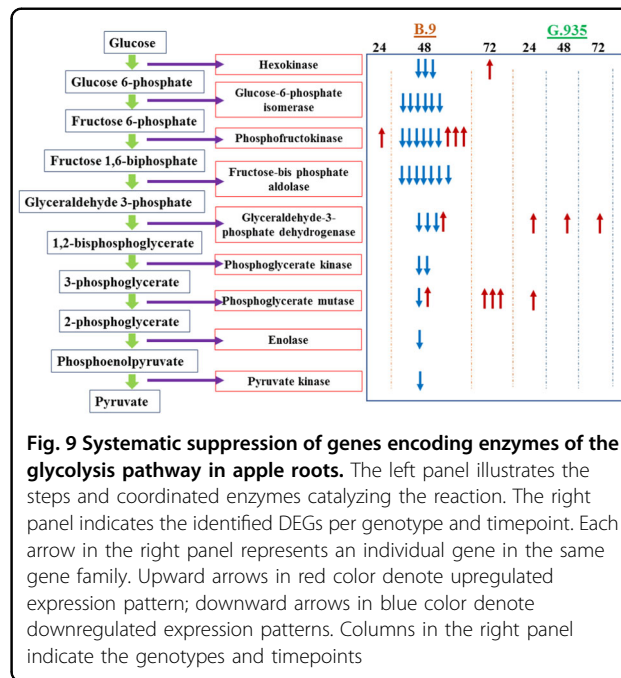 B.9 G.935
24 48 72 24 48 72
Glucose
Hexokinase
Glucose 6-phosphate
Glucose-6-phosphate
isomerase
Fructose 6-phosphate
Phosphofructokinase
Fructose 1,6-biphosphate
Fructose-bis phosphate
aldolase
Glyceraldehyde 3-phosphate
Glyceraldehyde-3-
phosphate dehydrogenase
1,2-bisphosphoglycerate
Phosphoglycerate kinase
3-phosphoglycerate
Phosphoglycerate mutase
2-phosphoglycerate
Enolase
Phosphoenolpyruvate
Pyruvate kinase
Pyruvate
Fig. 9 Systematic suppression of genes encoding enzymes of the
glycolysis pathway in apple roots. The left panel illustrates the
steps and coordinated enzymes catalyzing the reaction. The right
panel indicates the identified DEGs per genotype and timepoint. Each
arrow in the right panel represents an individual gene in the same
gene family. Upward arrows in red color denote upregulated
expression pattern; downward arrows in blue color denote
downregulated expression patterns. Columns in the right panel
indicate the genotypes and timepoints